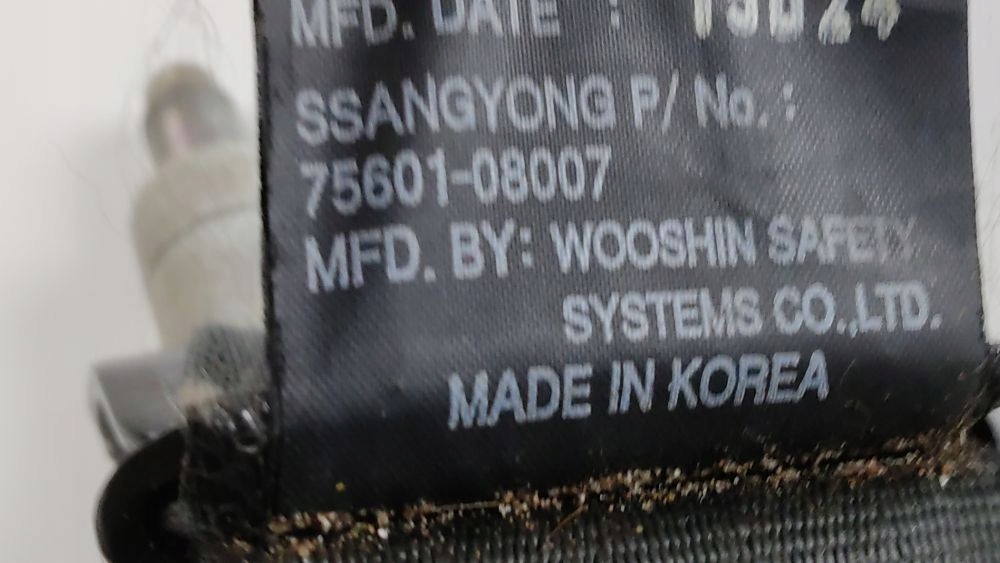 MFD. DATE :
SSANGYONG P/ No. :
75601-08007
MFD. BY: WOOSHIN SAFETY
SYSTEMS CO.,LTD.
MADE IN KOREA